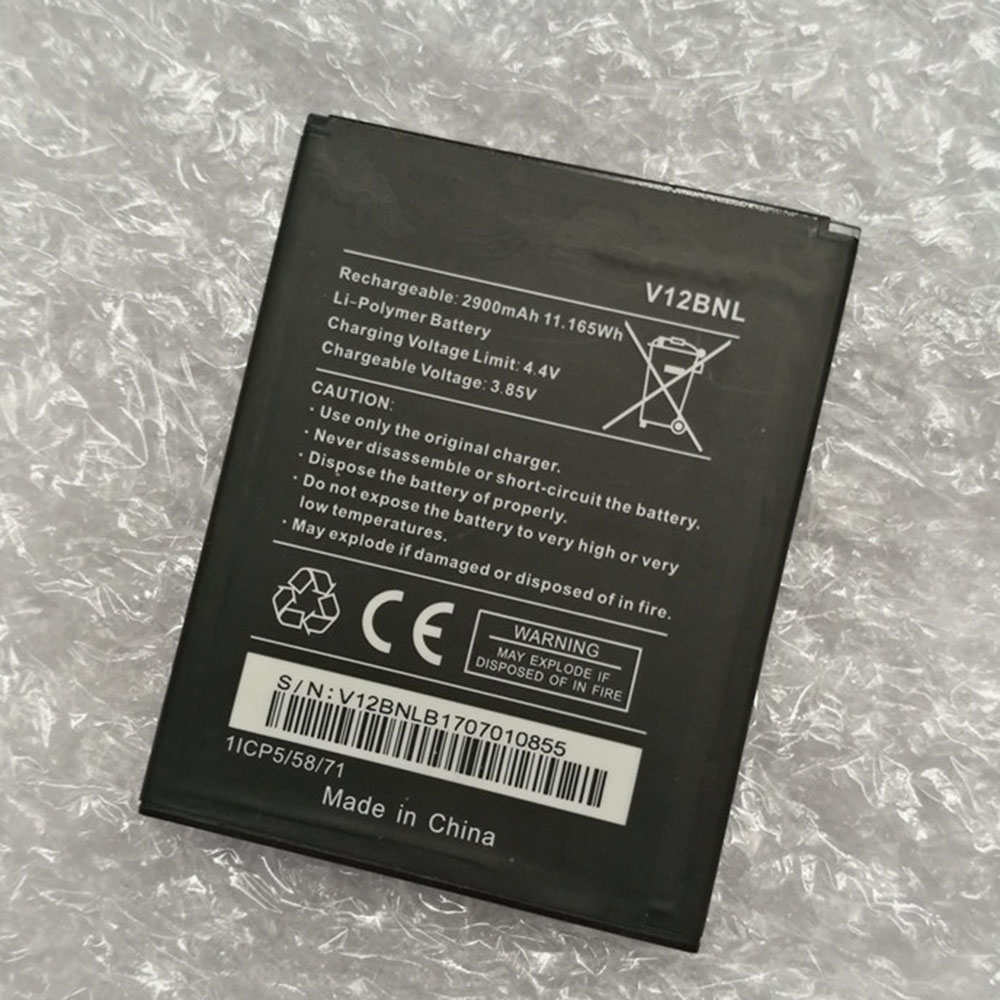 V12BNL
Rechargeable: 2900mAh 11.165Wh
Li-Polymer Battery
Charging Voltage Limit: 4.4V
Chargeable Voltage: 3.85V
CAUTION:
· Use only the original charger.
· Never disassemble or short-circuit the battery.
· Dispose the battery of properly.
· Do not expose the battery to very high or very
low temperatures.
· May explode if damaged or disposed of in fire.
CE
WARNING
MAY EXPLODE IF
DISPOSED OF IN FIRE
S/N:V12BNLB1707010855
1ICP5/58/71
Made in China